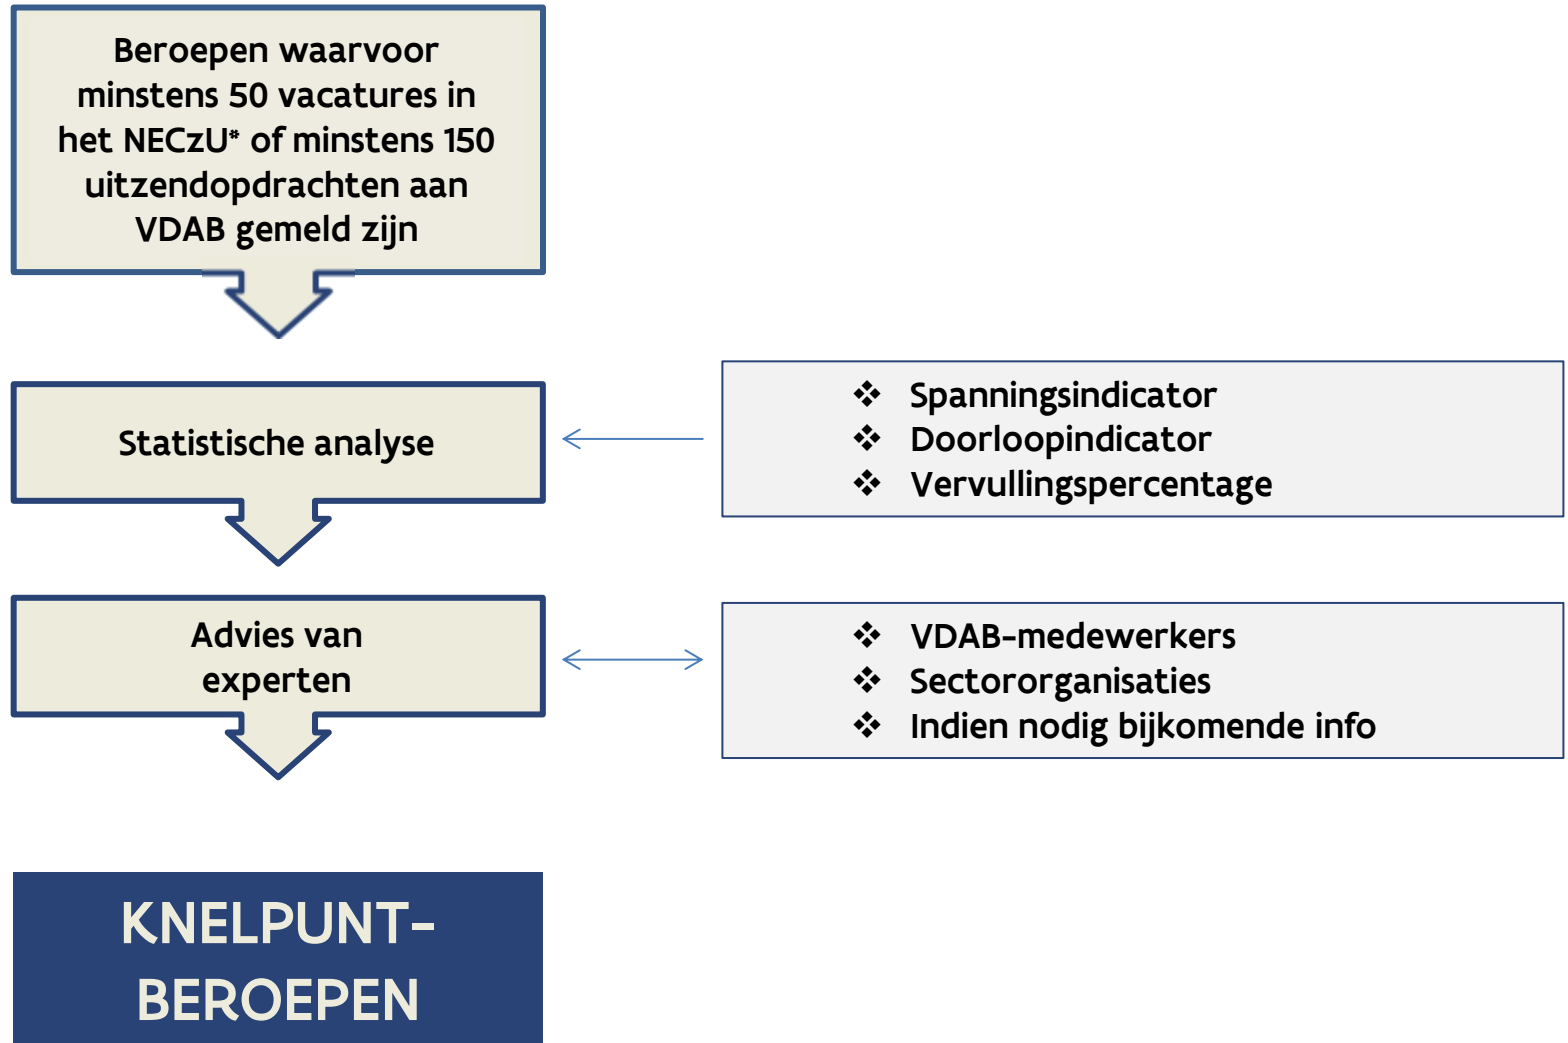 Beroepen waarvoor
minstens 50 vacatures in
het NECzU* of minstens 150
uitzendopdrachten aan
VDAB gemeld zijn
Statistische analyse
❖ Spanningsindicator
❖ Doorloopindicator
❖ Vervullingspercentage
Advies van
experten
❖ VDAB-medewerkers
❖ Sectororganisaties
❖ Indien nodig bijkomende info
KNELPUNT-
BEROEPEN